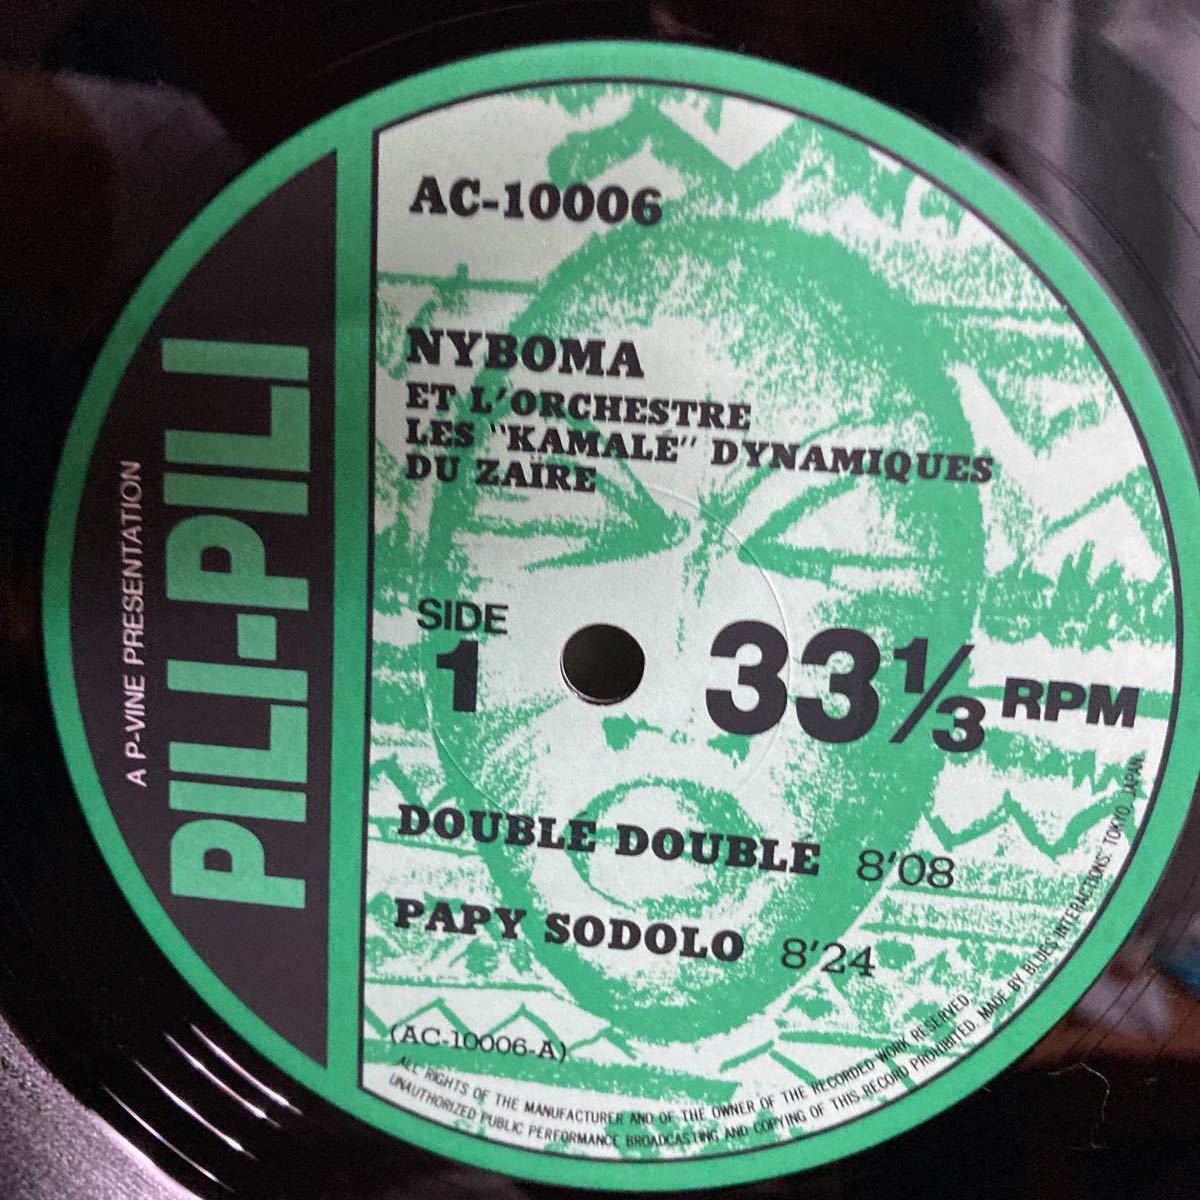 A P-VINE PRESENTATION
PILI-PILI
AC-10006
NYBOMA
ET L'ORCHESTRE
LES "KAMALÉ" DYNAMIQUES
DU ZAÏRE
SIDE
1
33 1/3 RPM
DOUBLÉ DOUBLÉ 8'08
PAPY SODOLO 8'24
(AC-10006-A)
ALL RIGHTS OF THE MANUFACTURER AND OF THE OWNER OF THE RECORDED WORK RESERVED
UNAUTHORIZED PUBLIC PERFORMANCE BROADCASTING AND COPYING OF THIS RECORD PROHIBITED. MADE BY BLUES INTERACTIONS: TOKYO, JAPAN.